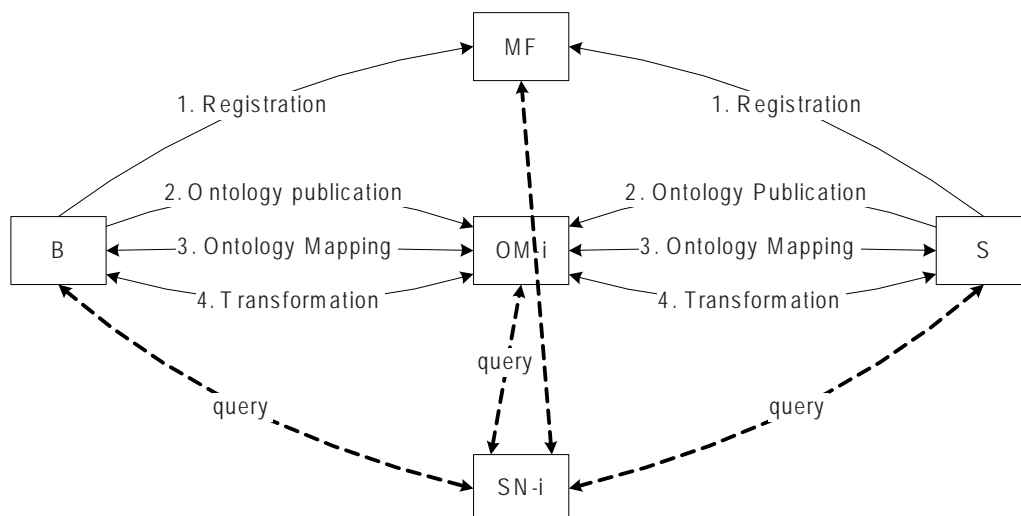 MF
1. Registration
1. Registration
2. Ontology publication
2. Ontology Publication
B
3. Ontology Mapping
OM-i
3. Ontology Mapping
S
4. Transformation
4. Transformation
query
query
query
SN-i